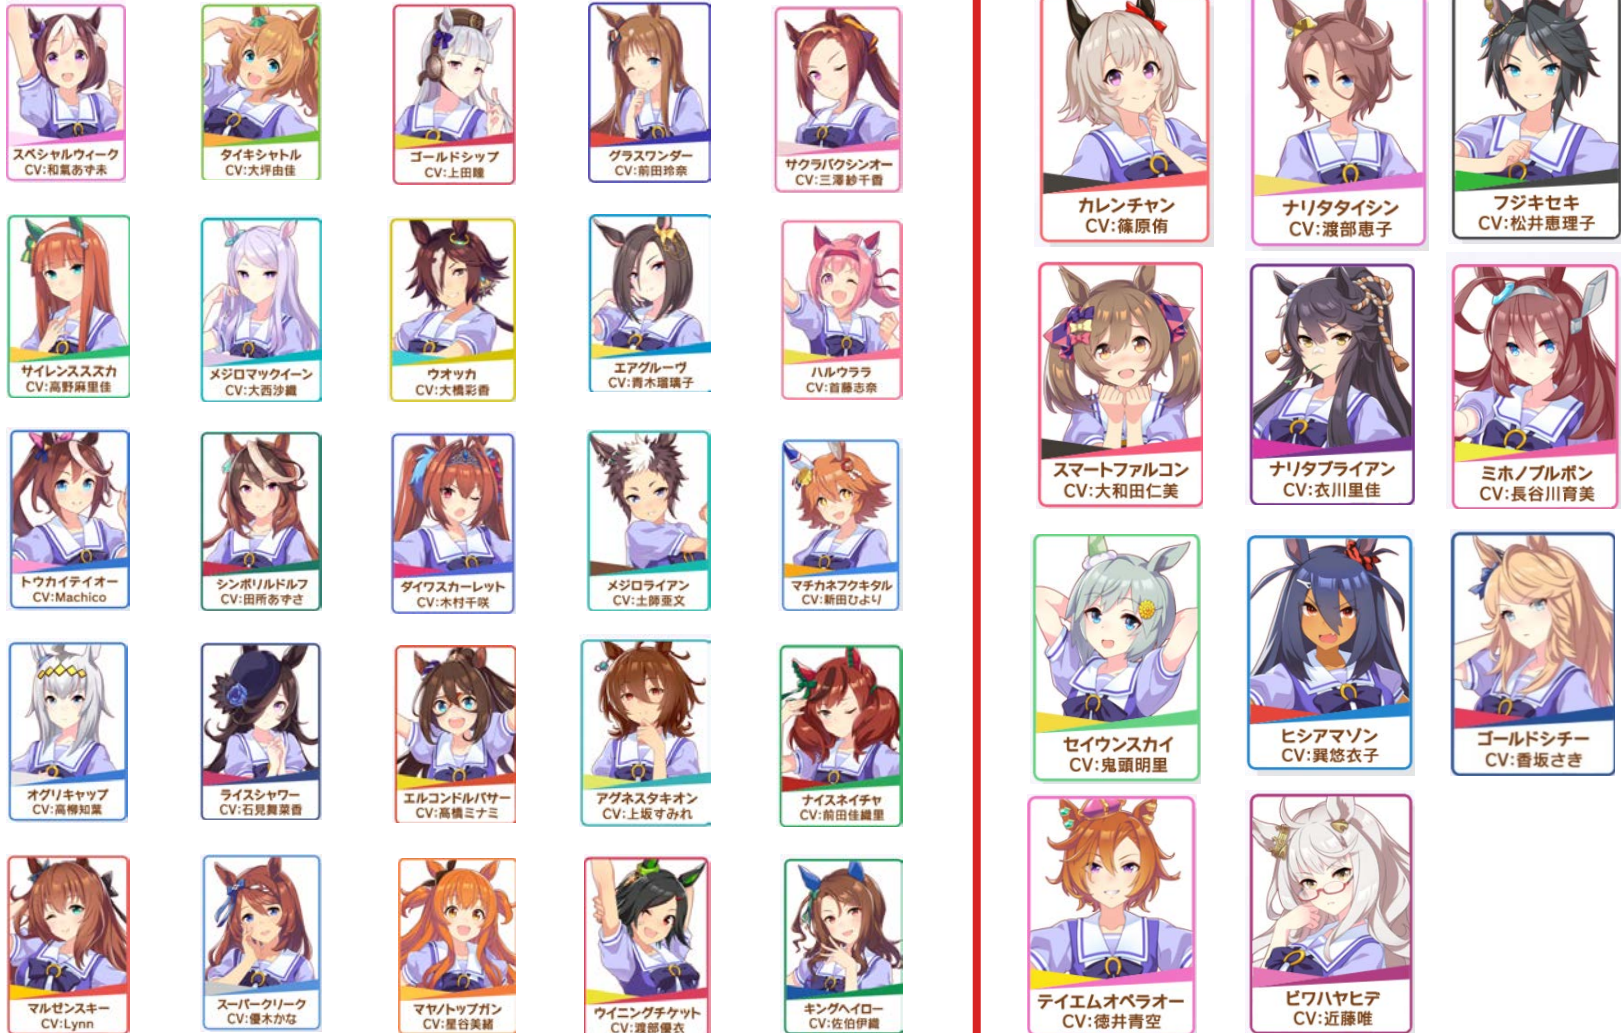 スペシャルウィーク
CV:和氣あず未
タイキシャトル
CV:大坪由佳
ゴールドシップ
CV:上田瞳
グラスワンダー
CV:前田玲奈
サクラバクシンオー
CV:三澤紗千香
サイレンススズカ
CV:高野麻里佳
メジロマックイーン
CV:大西沙織
ウオッカ
CV:大橋彩香
エアグルーヴ
CV:青木瑠璃子
ハルウララ
CV:首藤志奈
トウカイテイオー
CV:Machico
シンボリルドルフ
CV:田所あずさ
ダイワスカーレット
CV:木村千咲
メジロライアン
CV:土師亜文
マチカネフクキタル
CV:新田ひより
オグリキャップ
CV:高柳知葉
ライスシャワー
CV:石見舞菜香
エルコンドルパサー
CV:高橋ミナミ
アグネスタキオン
CV:上坂すみれ
ナイスネイチャ
CV:前田佳織里
マルゼンスキー
CV:Lynn
スーパークリーク
CV:優木かな
マヤノトップガン
CV:星谷美緒
ウイニングチケット
CV:渡部優衣
キングヘイロー
CV:佐伯伊織
カレンチャン
CV:篠原侑
ナリタタイシン
CV:渡部恵子
フジキセキ
CV:松井恵理子
スマートファルコン
CV:大和田仁美
ナリタブライアン
CV:衣川里佳
ミホノブルボン
CV:長谷川育美
セイウンスカイ
CV:鬼頭明里
ヒシアマゾン
CV:巽悠衣子
ゴールドシチー
CV:香坂さき
テイエムオペラオー
CV:徳井青空
ビワハヤヒデ
CV:近藤唯